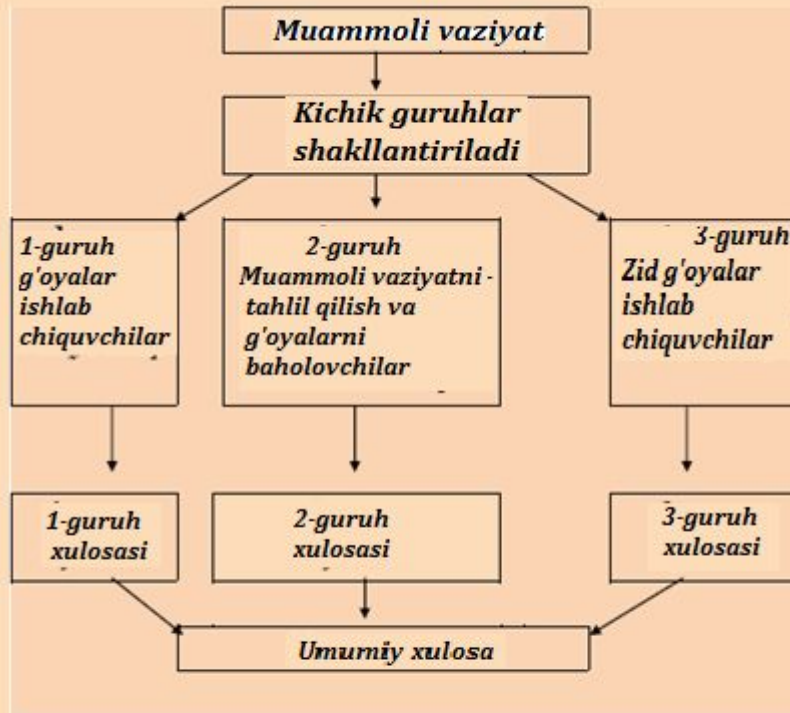 Muammoli vaziyat
Kichik guruhlar
shakllantiriladi
1-guruh
g'oyalar
ishlab
chiquvchilar
2-guruh
Muammoli vaziyatni-
tahlil qilish va
g'oyalarni
baholovchilar
3-guruh
Zid g'oyalar
ishlab
chiquvchilar
1-guruh
xulosasi
2-guruh
xulosasi
3-guruh
xulosasi
Umumiy xulosa